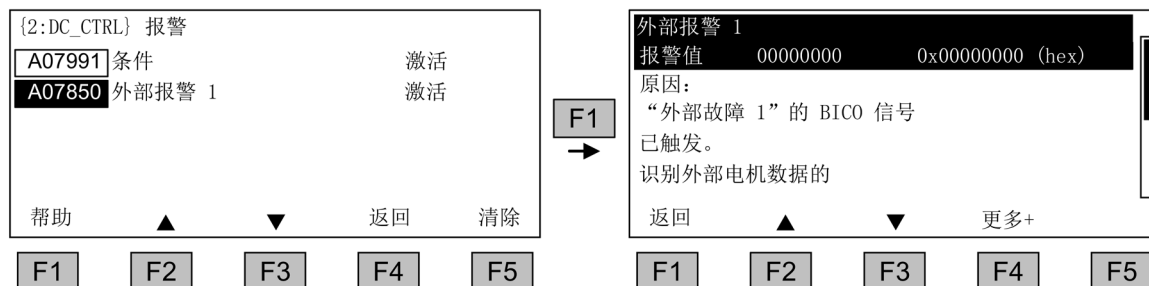 {2:DC_CTRL} 报警
A07991 条件 激活
A07850 外部报警 1 激活
帮助 ▲ ▼ 返回 清除
F1 F2 F3 F4 F5
F1
外部报警 1
报警值 00000000 0x00000000 (hex)
原因：
“外部故障 1”的 BICO 信号
已触发。
识别外部电机数据的
返回 ▲ ▼ 更多+
F1 F2 F3 F4 F5